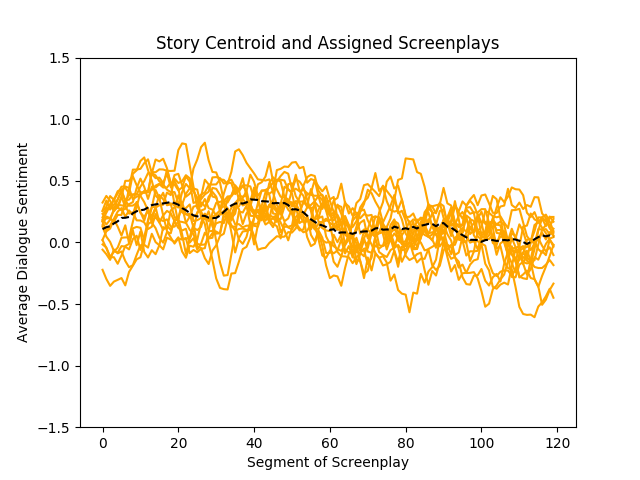 Story Centroid and Assigned Screenplays
1.5
1.0
0.5
0.0
−0.5
−1.0
−1.5
Average Dialogue Sentiment
0 20 40 60 80 100 120
Segment of Screenplay